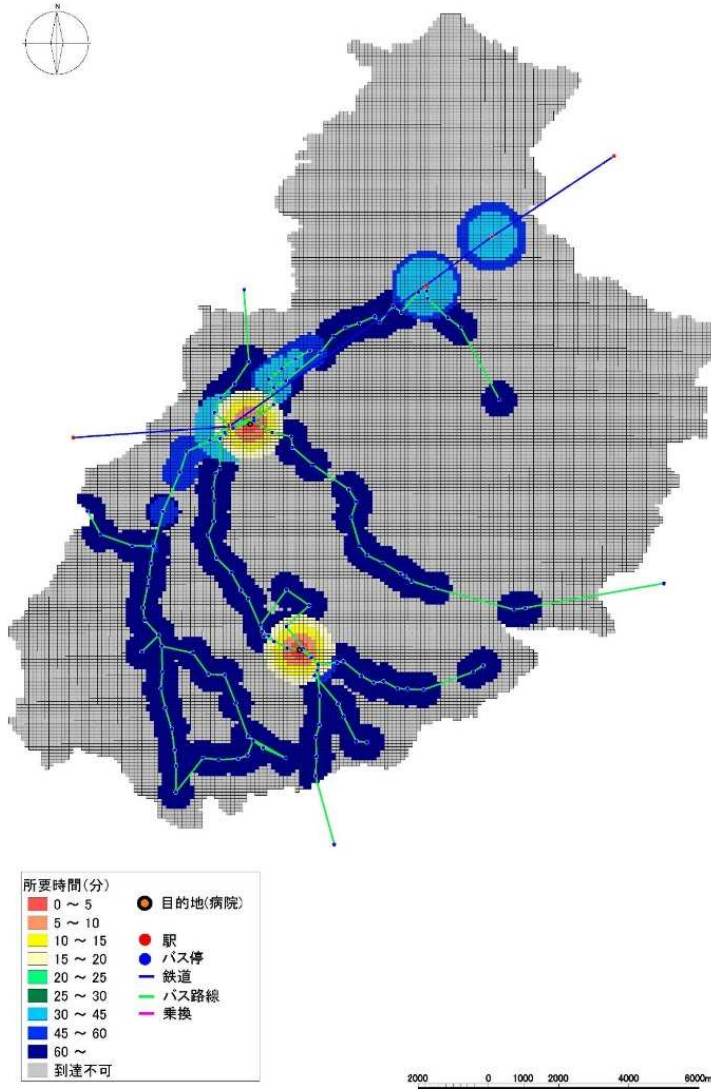 N
所要時間(分)
0 ～ 5
5 ～ 10
10 ～ 15
15 ～ 20
20 ～ 25
25 ～ 30
30 ～ 45
45 ～ 60
60 ～
到達不可
目的地(病院)
駅
バス停
鉄道
バス路線
乗換
2000 0 2000 4000 6000m